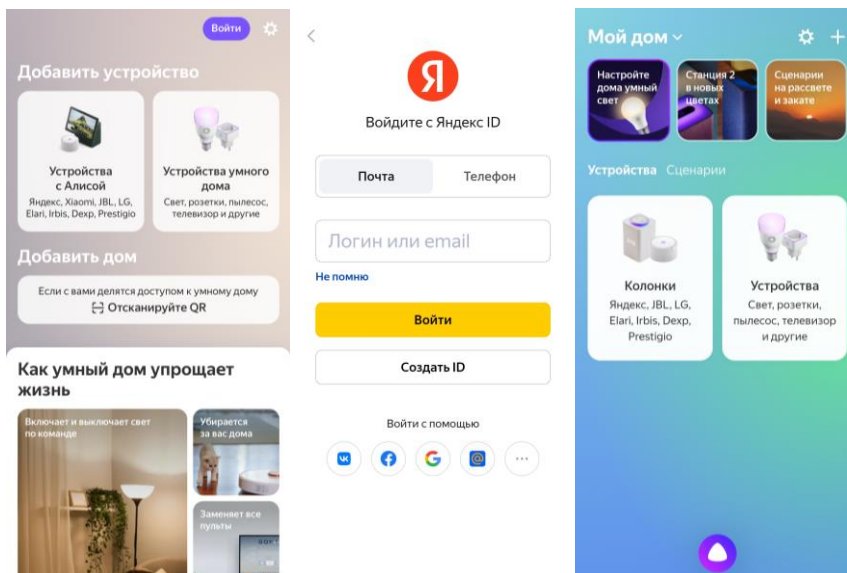 Войти
Добавить устройство
Устройства
с Алисой
Яндекс, Xiaomi, JBL, LG,
Elari, Irbis, Dexp, Prestigio
Устройства умного
дома
Свет, розетки, пылесос,
телевизор и другие
Добавить дом
Если с вами делятся доступом к умному дому
Отсканируйте QR
Как умный дом упрощает
жизнь
Включает и выключает свет
по команде
Убирается
за вас дома
Заменяет все
пульты
Я
Войдите с Яндекс ID
Почта
Телефон
Логин или email
Не помню
Войти
Создать ID
Войти с помощью
Мой дом
Настройте
дома умный
свет
Станция 2
в новых
цветах
Сценарии
на рассвете
и закате
Устройства Сценарии
Колонки
Яндекс, JBL, LG,
Elari, Irbis, Dexp,
Prestigio
Устройства
Свет, розетки,
пылесос, телевизор
и другие